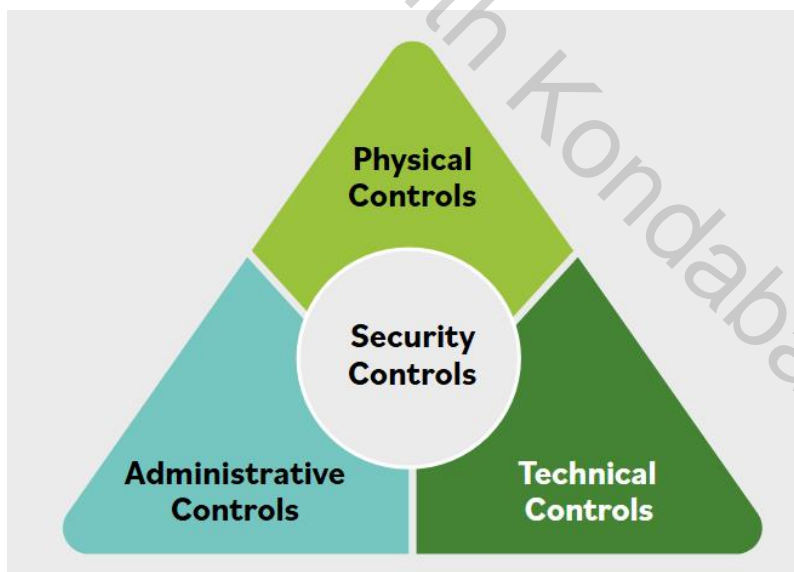 Physical
Controls
Security
Controls
Administrative
Controls
Technical
Controls